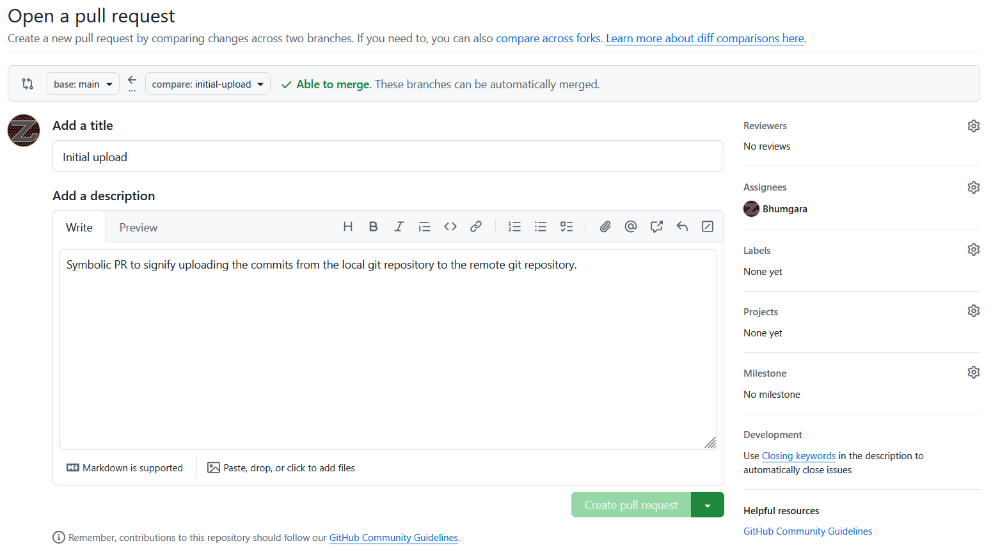 Open a pull request
Create a new pull request by comparing changes across two branches. If you need to, you can also compare across forks. Learn more about diff comparisons here.
base: main
...
compare: initial-upload
Able to merge. These branches can be automatically merged.
Add a title
Initial upload
Add a description
Write
Preview
Symbolic PR to signify uploading the commits from the local git repository to the remote git repository.
Markdown is supported
Paste, drop, or click to add files
Create pull request
Remember, contributions to this repository should follow our GitHub Community Guidelines.
Reviewers
No reviews
Assignees
Bhumgara
Labels
None yet
Projects
None yet
Milestone
No milestone
Development
Use Closing keywords in the description to
automatically close issues
Helpful resources
GitHub Community Guidelines